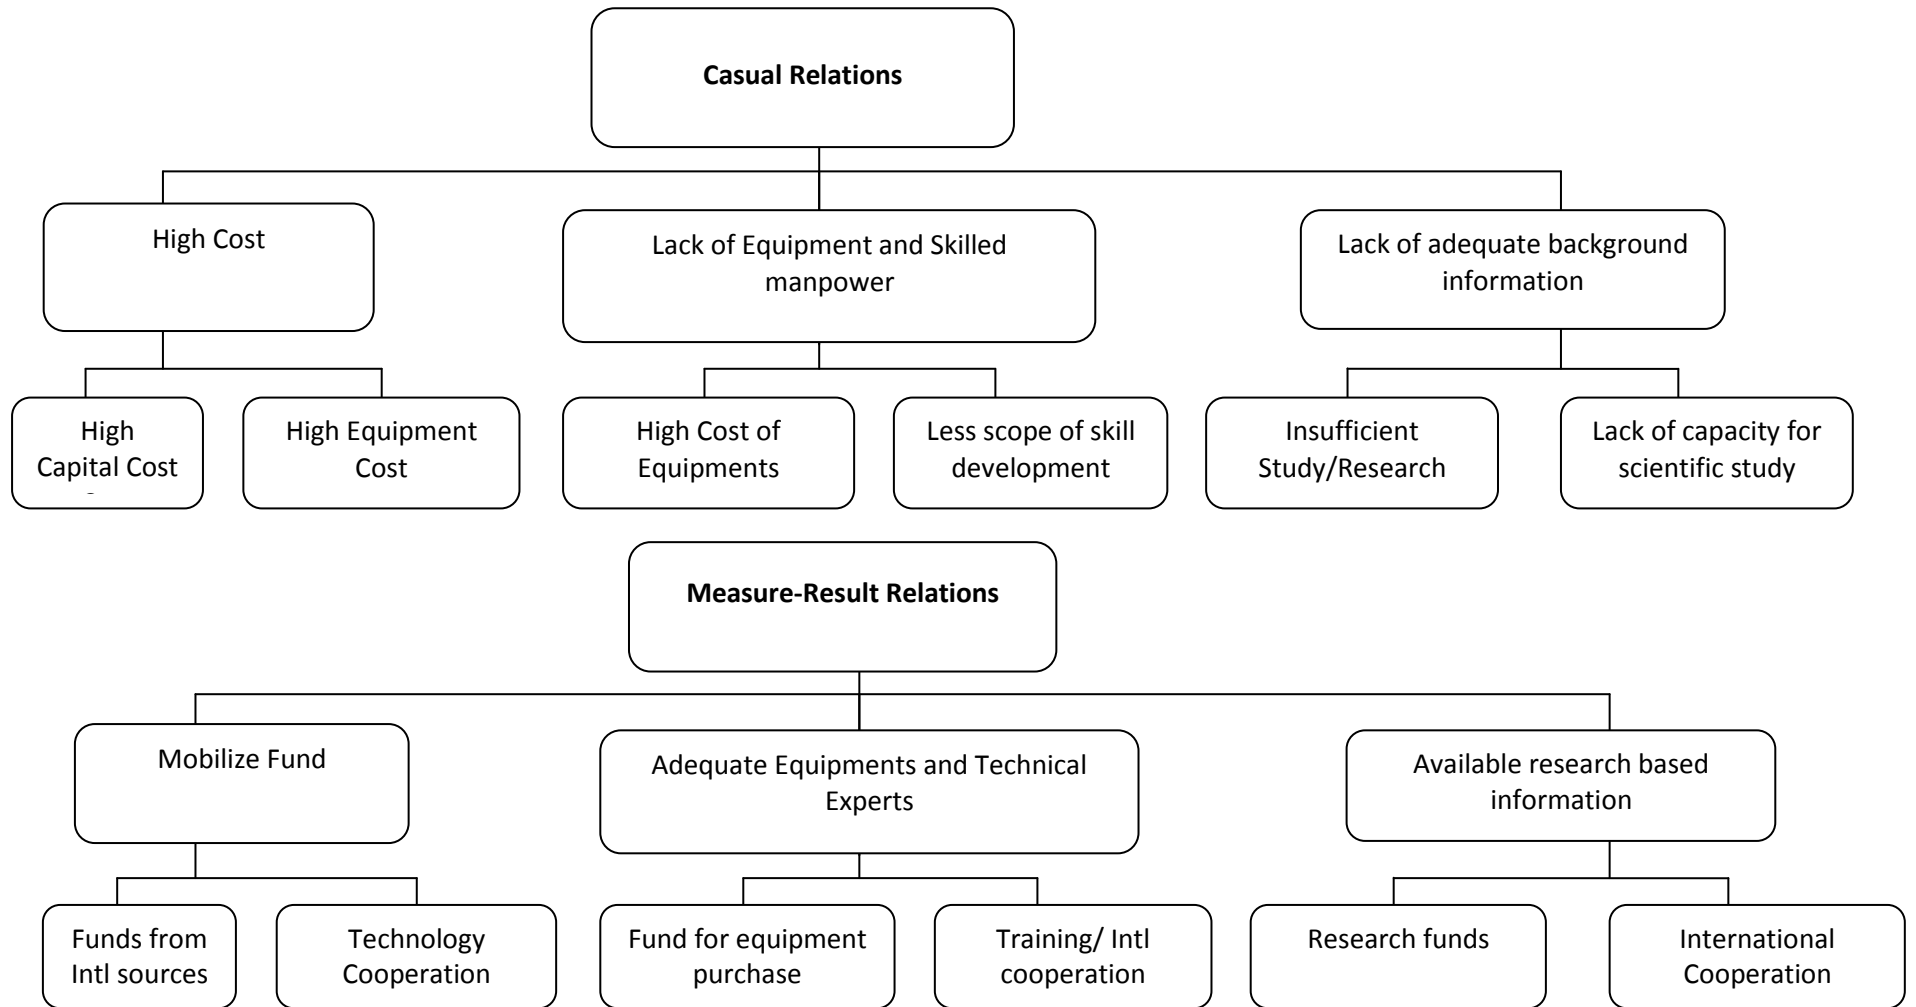 Casual Relations
High Cost
Lack of Equipment and Skilled
manpower
Lack of adequate background
information
High
Capital Cost
High Equipment
Cost
High Cost of
Equipments
Less scope of skill
development
Insufficient
Study/Research
Lack of capacity for
scientific study
Measure-Result Relations
Mobilize Fund
Adequate Equipments and Technical
Experts
Available research based
information
Funds from
Intl sources
Technology
Cooperation
Fund for equipment
purchase
Training/ Intl
cooperation
Research funds
International
Cooperation